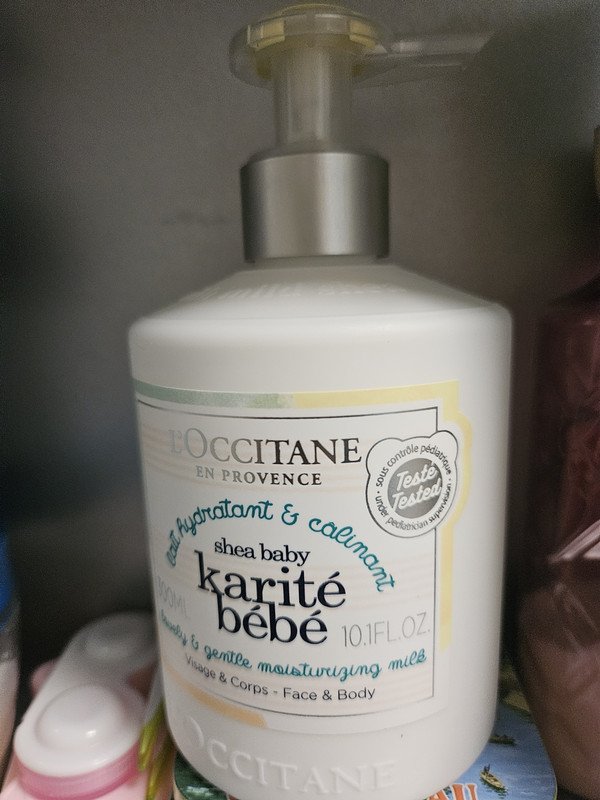 L'OCCITANE
EN PROVENCE
sous contrôle pédiatrique
Testé
Tested
under pediatrician supervision
lait hydratant & câlinant
shea baby
karité
bébé
300ML
10.1FL.OZ.
lovely & gentle moisturizing milk
Visage & Corps - Face & Body
L'OCCITANE